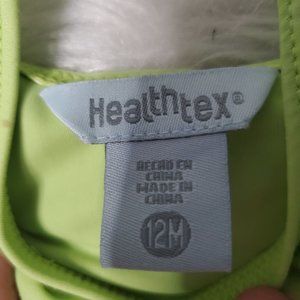 Healthtex®
HECHO EN
CHINA
MADE IN
CHINA
12M